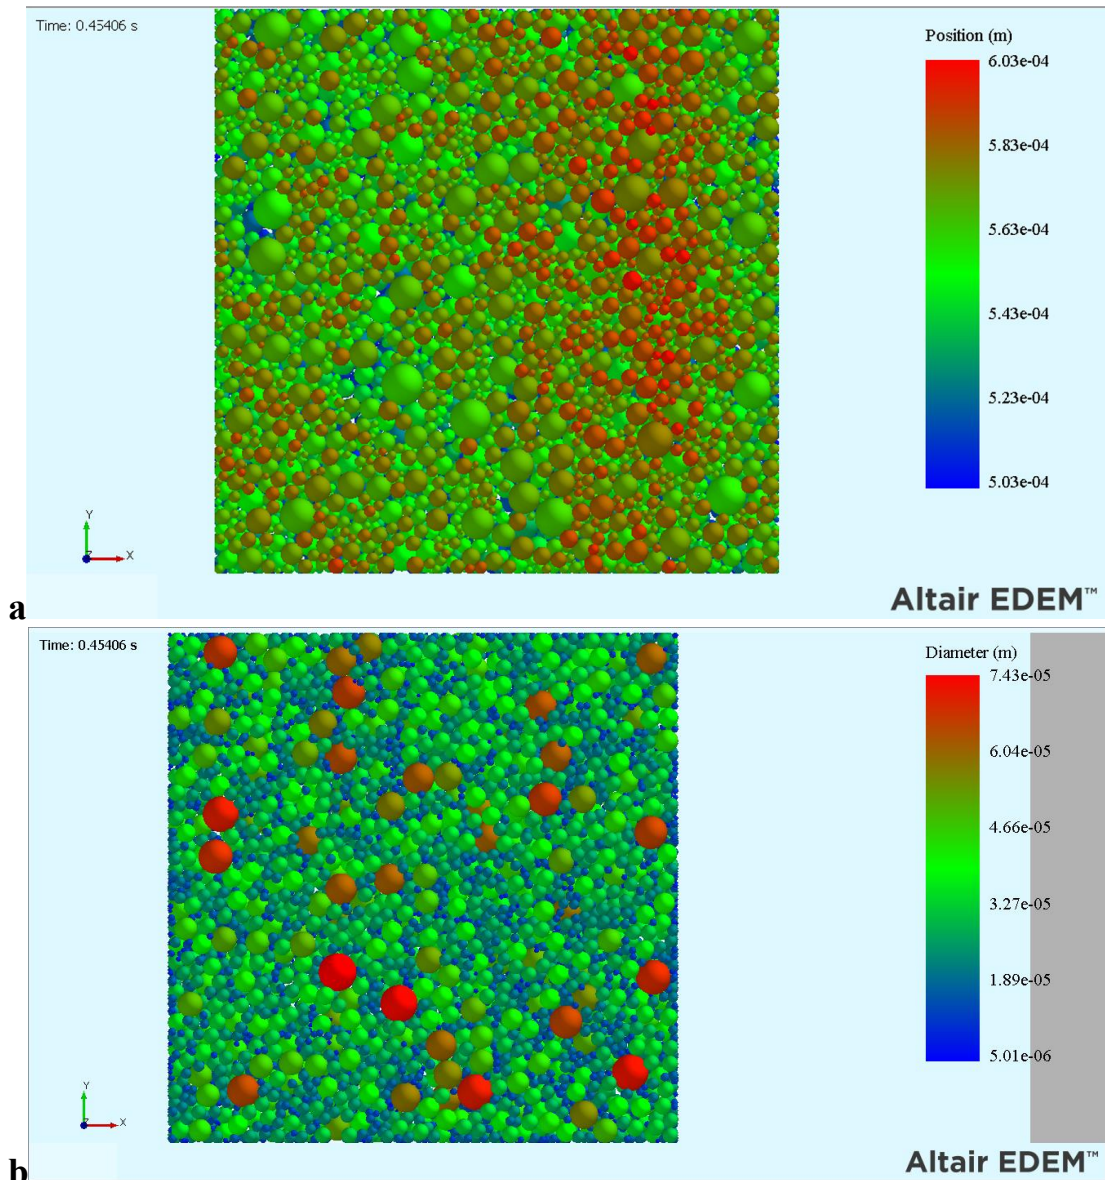 Time: 0.45406 s
Position (m)
6.03e-04
5.83e-04
5.63e-04
5.43e-04
5.23e-04
5.03e-04
Y
Z
X
Altair EDEM™
a
Time: 0.45406 s
Diameter (m)
7.43e-05
6.04e-05
4.66e-05
3.27e-05
1.89e-05
5.01e-06
Y
Z
X
Altair EDEM™
b